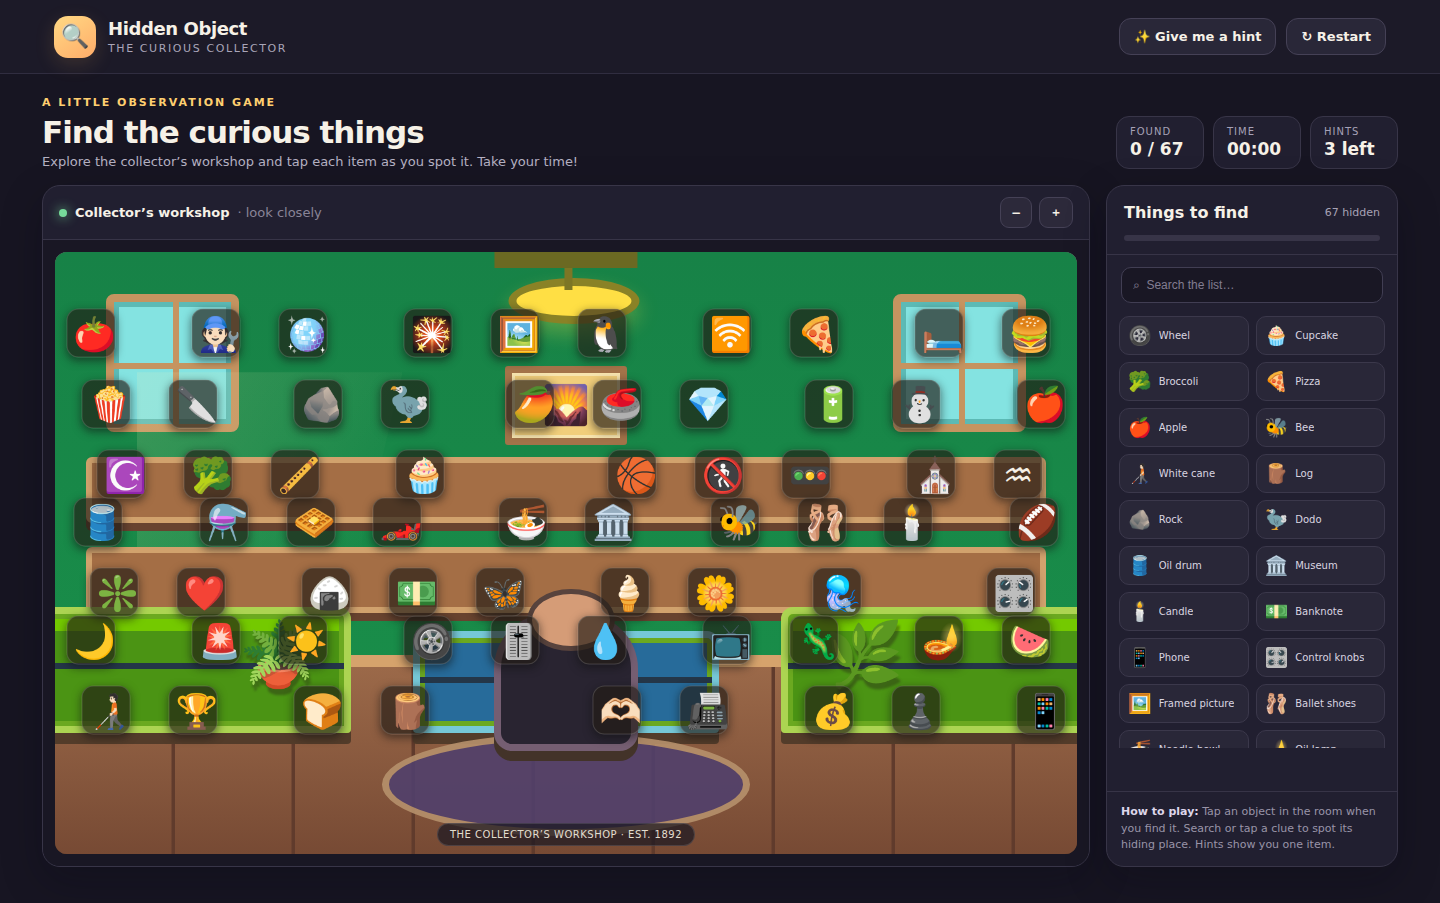 Hidden Object
THE CURIOUS COLLECTOR
✨ Give me a hint
↻ Restart
A LITTLE OBSERVATION GAME
Find the curious things
Explore the collector’s workshop and tap each item as you spot it. Take your time!
FOUND
0 / 67
TIME
00:00
HINTS
3 left
Collector’s workshop · look closely
−
+
THE COLLECTOR’S WORKSHOP · EST. 1892
Things to find
67 hidden
Search the list…
Wheel
Cupcake
Broccoli
Pizza
Apple
Bee
White cane
Log
Rock
Dodo
Oil drum
Museum
Candle
Banknote
Phone
Control knobs
Framed picture
Ballet shoes
How to play: Tap an object in the room when
you find it. Search or tap a clue to spot its
hiding place. Hints show you one item.